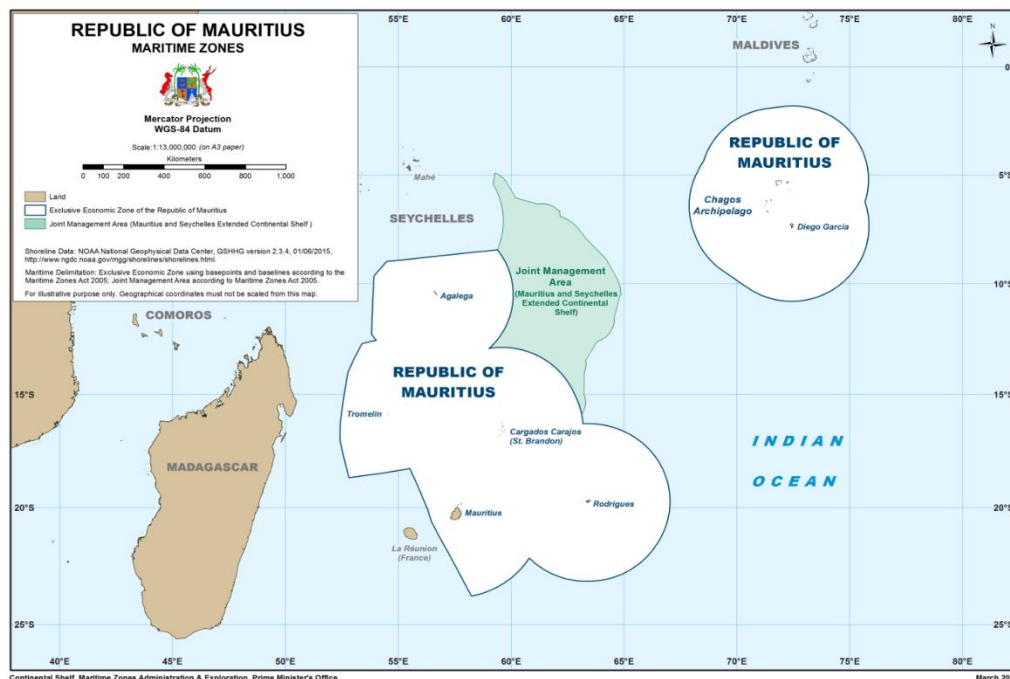 REPUBLIC OF MAURITIUS
MARITIME ZONES
Mercator Projection
WGS-84 Datum
Scale:1:13,000,000 (on A3 paper)
Kilometers
0 100 200 400 600 800 1,000
Land
Exclusive Economic Zone of the Republic of Mauritius
Joint Management Area (Mauritius and Seychelles Extended Continental Shelf )
Shoreline Data: NOAA National Geophysical Data Center, GSHHG version 2.3.4, 01/06/2015,
http://www.ngdc.noaa.gov/mgg/shorelines/shorelines.html.
Maritime Delimitation: Exclusive Economic Zone using basepoints and baselines according to the
Maritime Zones Act 2005; Joint Management Area according to Maritime Zones Act 2005.
For illustrative purpose only. Geographical coordinates must not be scaled from this map.
55°E 60°E 65°E 70°E 75°E 80°E
N
MALDIVES
0
REPUBLIC OF
MAURITIUS
Mahé
5°S
SEYCHELLES
Chagos
Archipelago
Diego Garcia
Joint Management
Area
(Mauritius and Seychelles
Extended Continental
Shelf)
Agalega
10°S
COMOROS
REPUBLIC OF
MAURITIUS
15°S
15°S
Tromelin
Cargados Carajos
(St. Brandon)
INDIAN
OCEAN
MADAGASCAR
Rodrigues
Mauritius
20°S
20°S
La Réunion
(France)
25°S
25°S
40°E 45°E 50°E 55°E 60°E 65°E 70°E 75°E 80°E
Continental Shelf, Maritime Zones Administration & Exploration, Prime Minister's Office
March 20